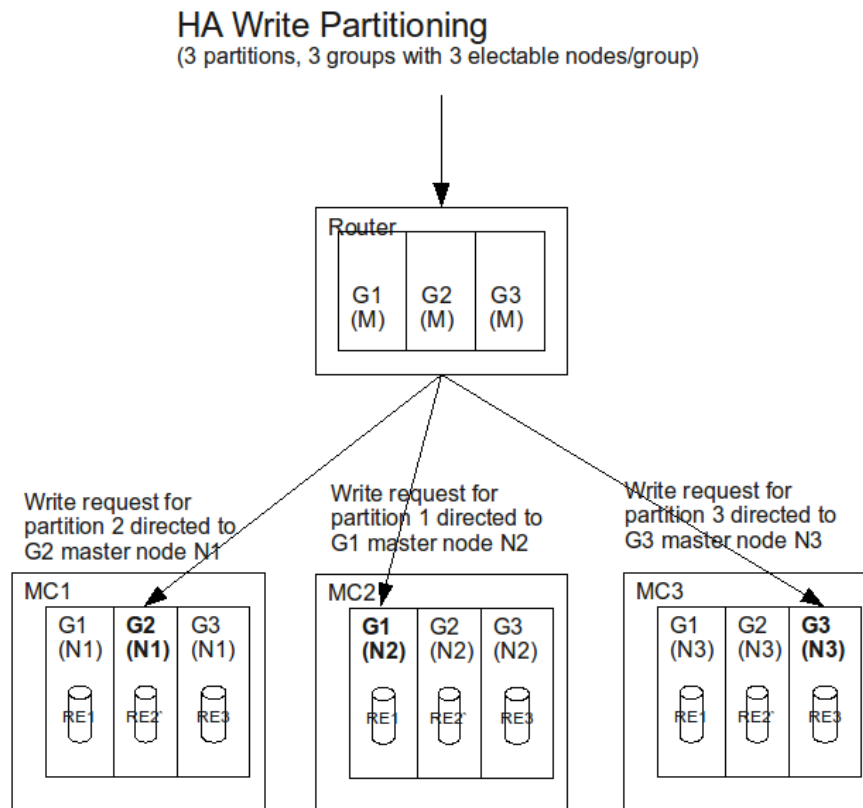 HA Write Partitioning
(3 partitions, 3 groups with 3 electable nodes/group)
Router
G1 G2 G3
(M) (M) (M)
Write request for
partition 2 directed to
G2 master node N1
Write request for
partition 1 directed to
G1 master node N2
Write request for
partition 3 directed to
G3 master node N3
MC1
G1 G2 G3
(N1) (N1) (N1)
RE1 RE2' RE3
MC2
G1 G2 G3
(N2) (N2) (N2)
RE1 RE2' RE3
MC3
G1 G2 G3
(N3) (N3) (N3)
RE1 RE2' RE3